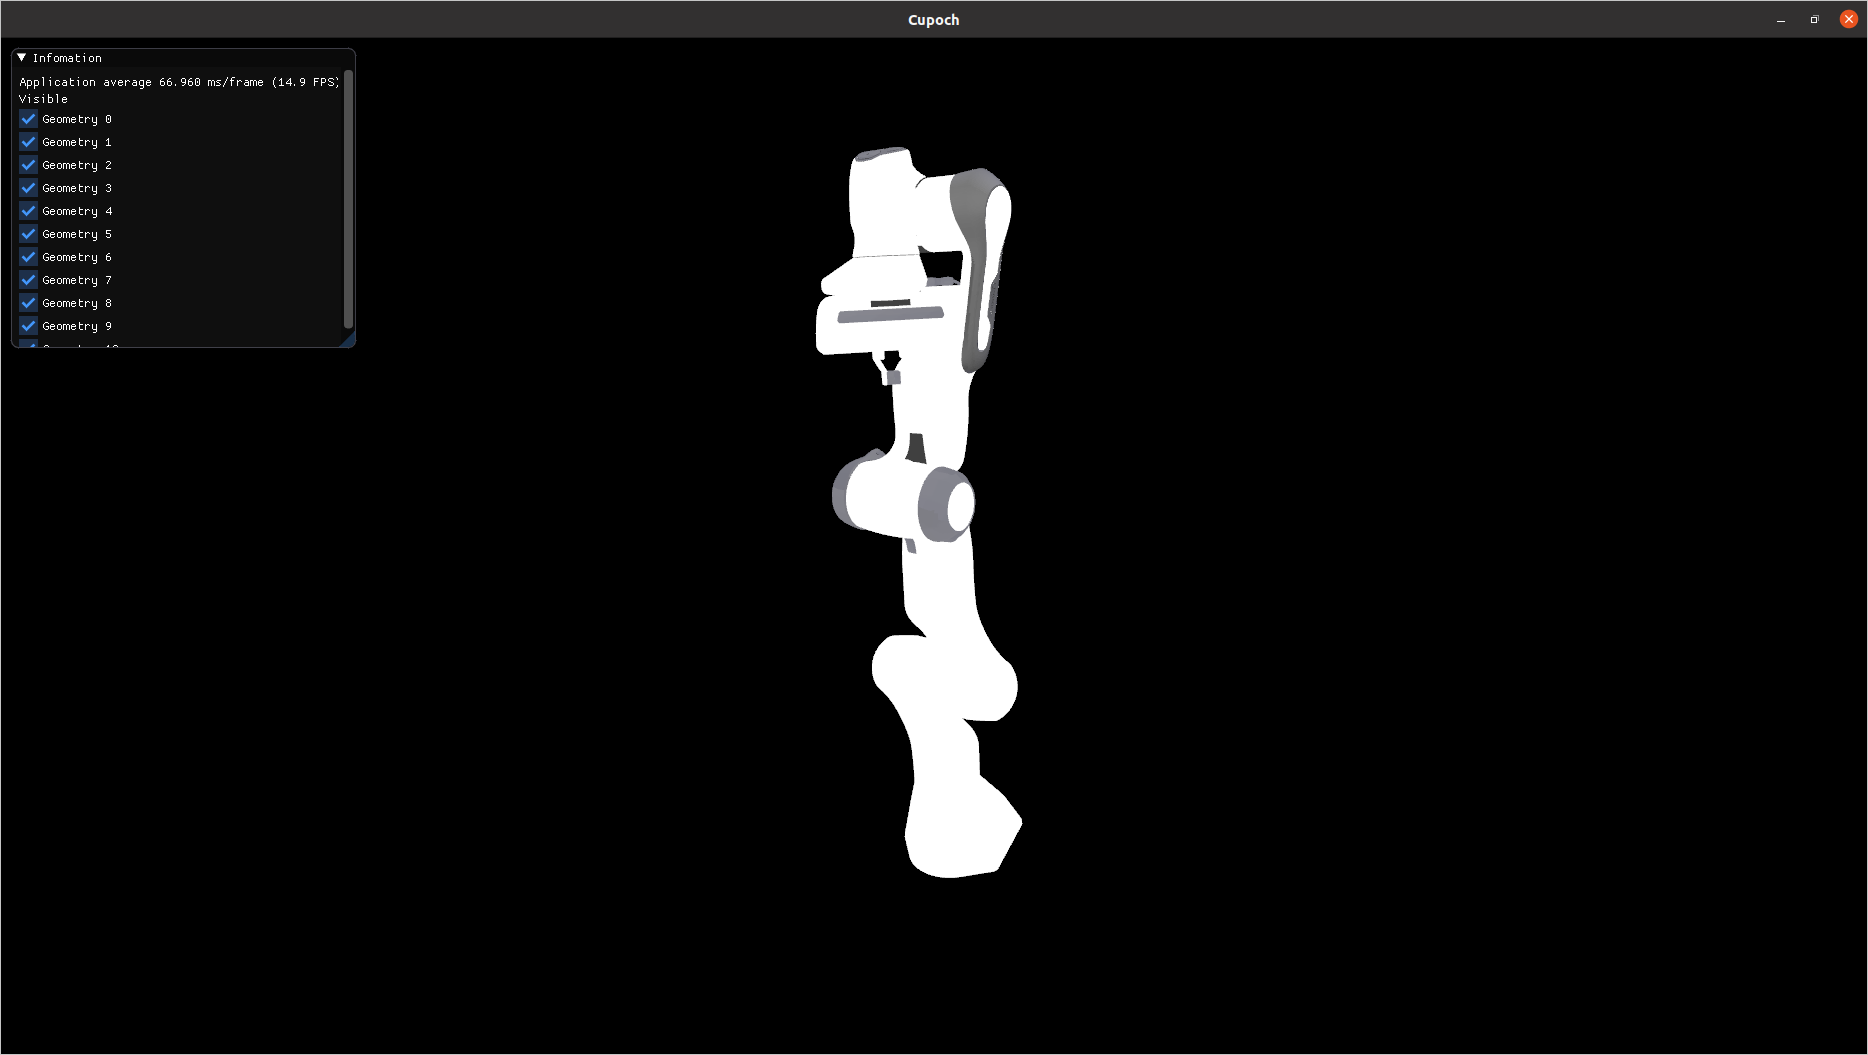 Cupoch
Infomation
Application average 66.960 ms/frame (14.9 FPS)
Visible
Geometry 0
Geometry 1
Geometry 2
Geometry 3
Geometry 4
Geometry 5
Geometry 6
Geometry 7
Geometry 8
Geometry 9